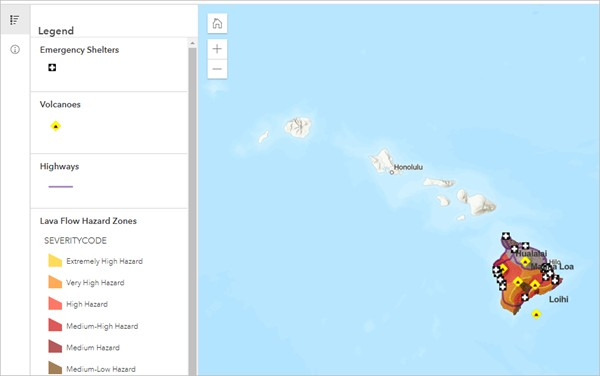 Legend
Emergency Shelters
Volcanoes
Highways
Lava Flow Hazard Zones
SEVERITYCODE
Extremely High Hazard
Very High Hazard
High Hazard
Medium-High Hazard
Medium Hazard
Medium-Low Hazard
Honolulu
Hualalai
Hilo
Mauna Loa
Loihi